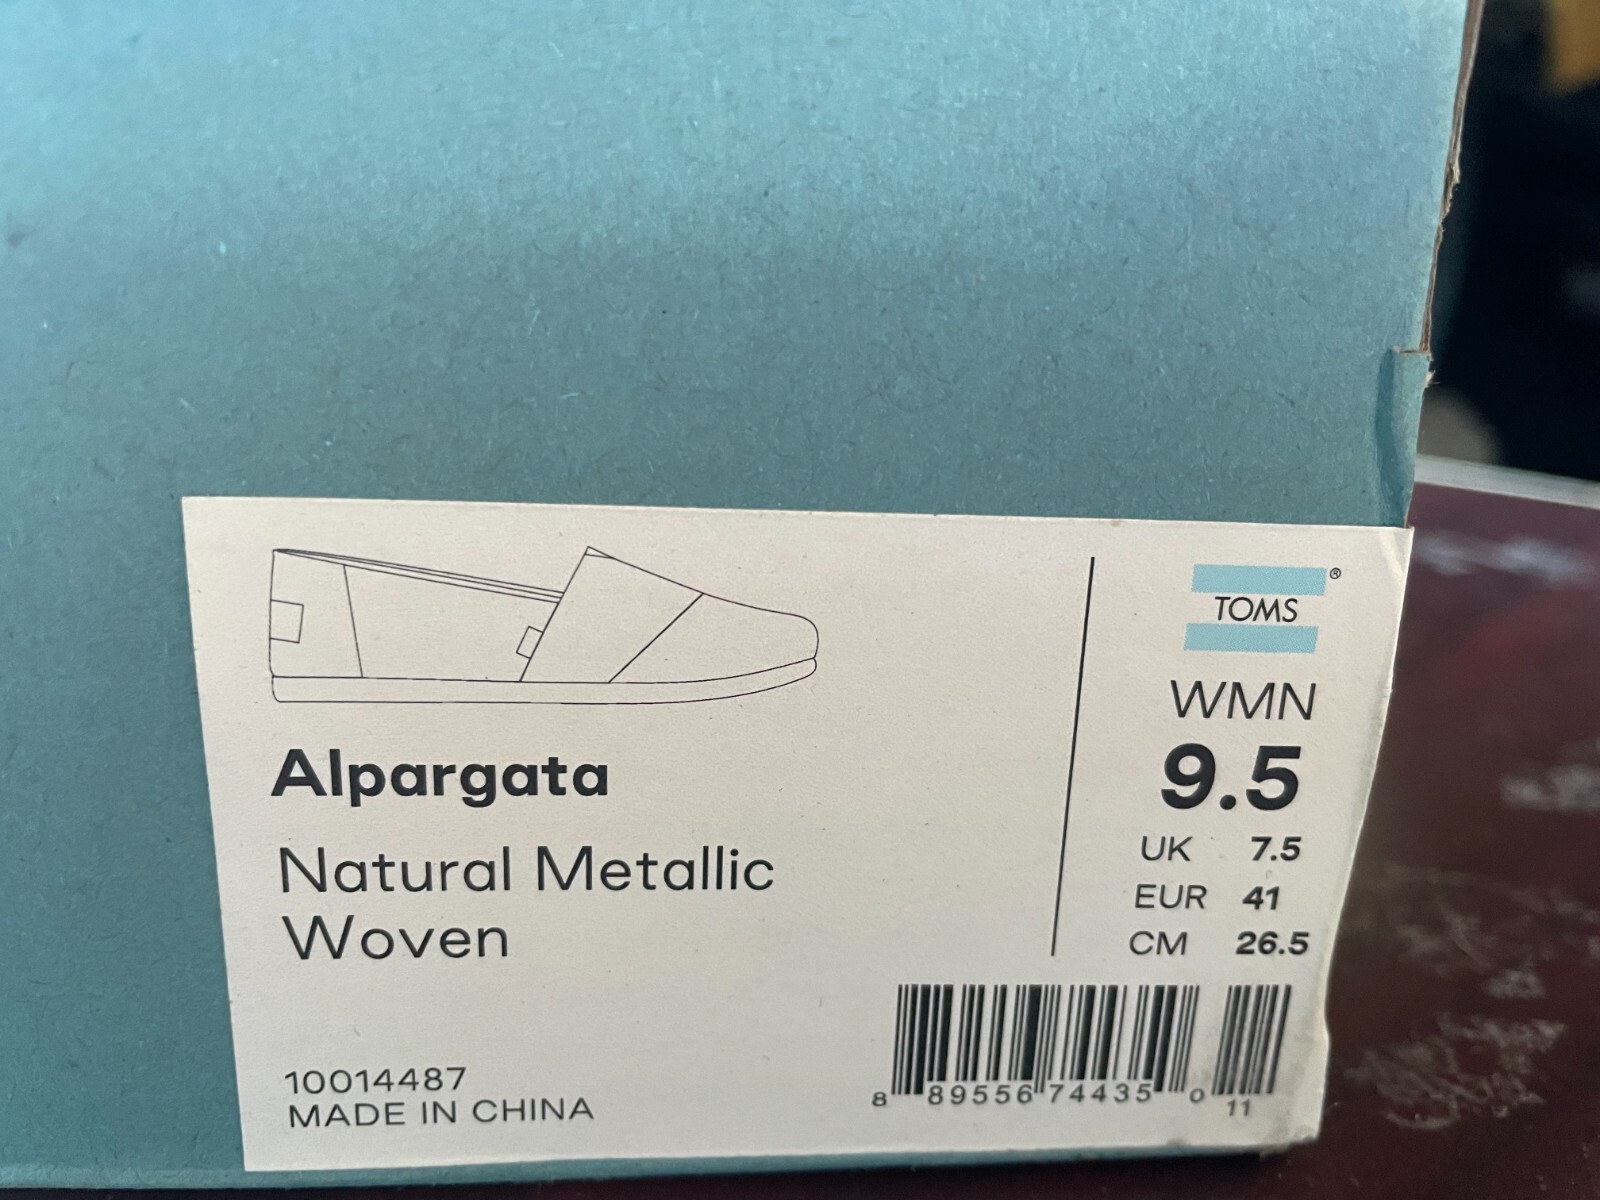 Alpargata
Natural Metallic
Woven
10014487
MADE IN CHINA
TOMS®
WMN
9.5
UK 7.5
EUR 41
CM 26.5
8 89556 74435 0 11